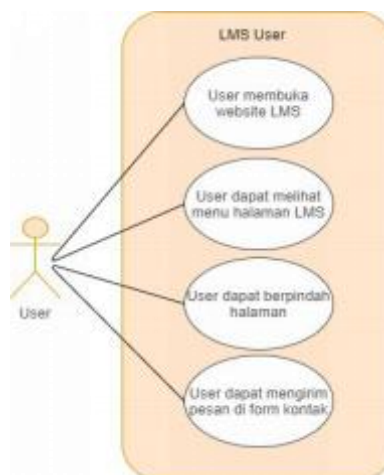 LMS User
User membuka
website LMS
User dapat melihat
menu halaman LMS
User dapat berpindah
halaman
User
User dapat mengirim
pesan di form kontak